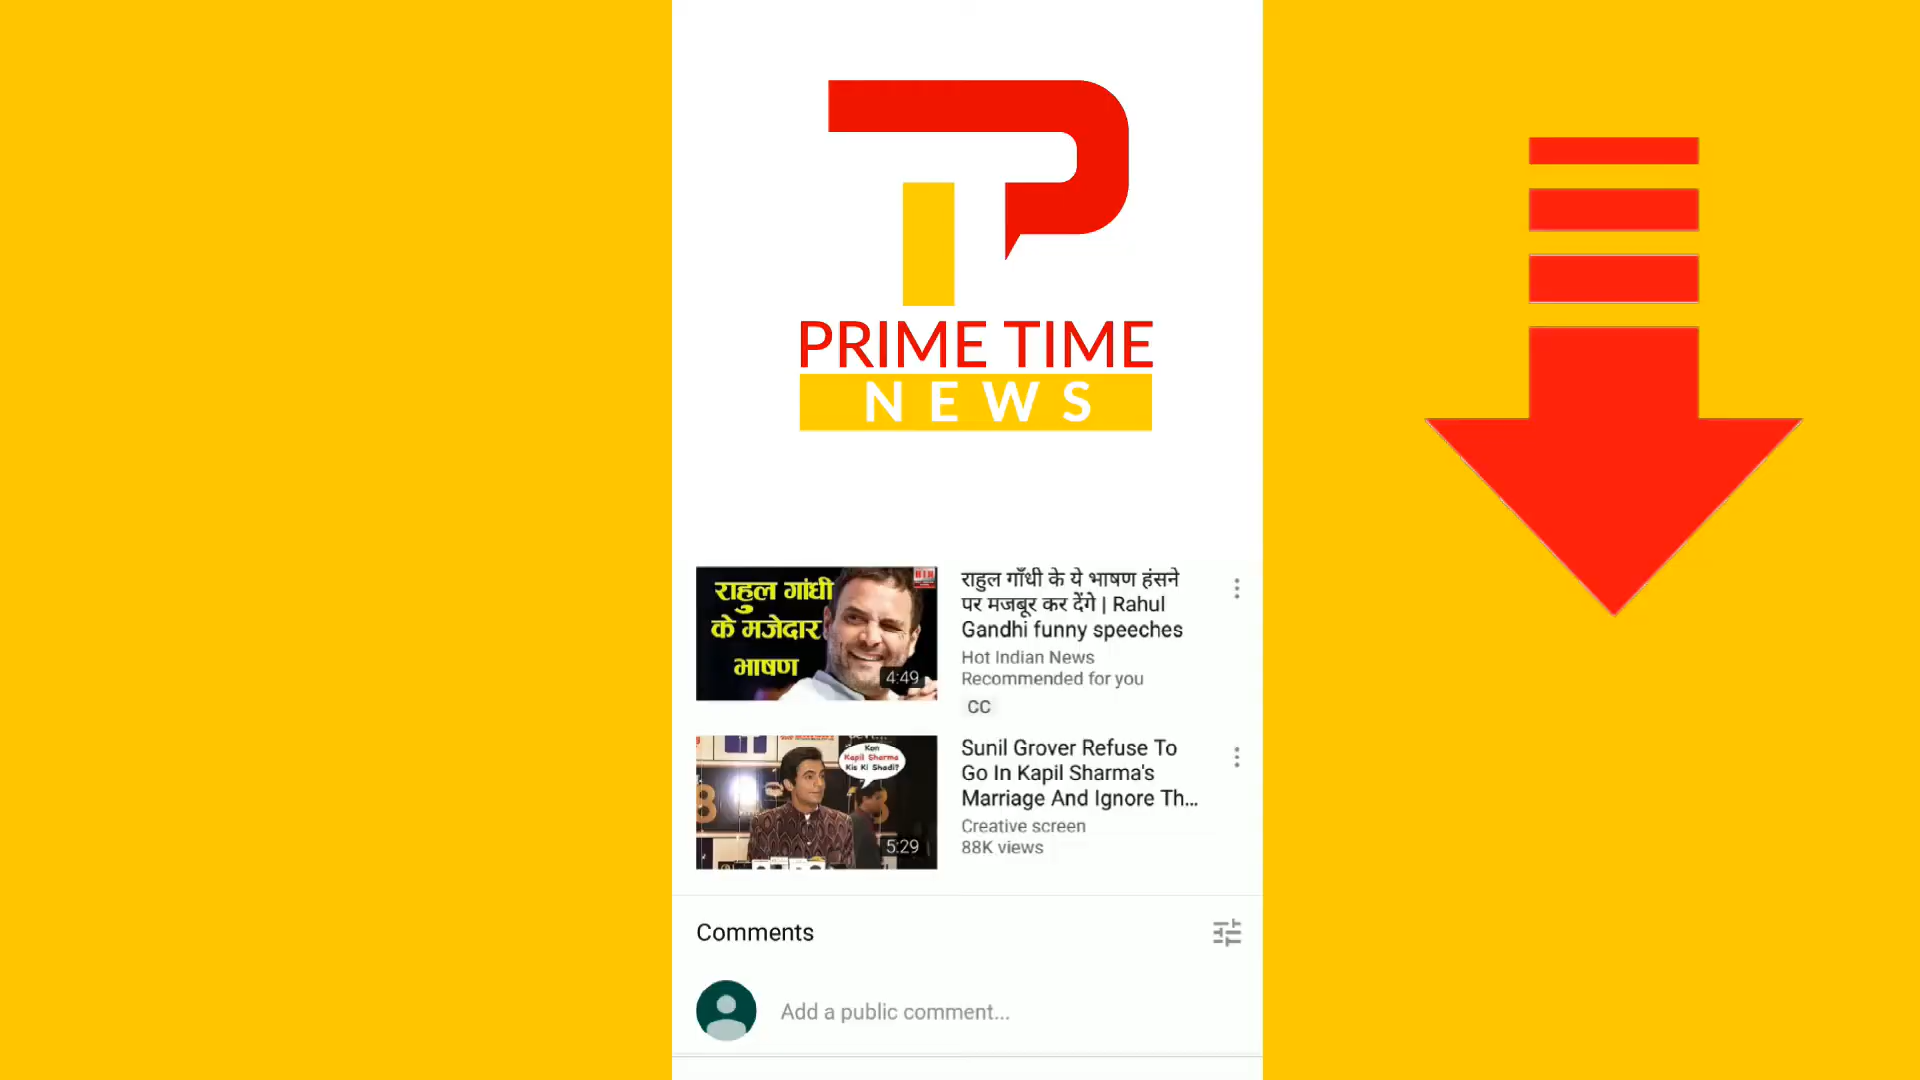 PRIME TIME
NEWS
राहुल गांधी
के मजेदार
भाषण
4:49
राहुल गाँधी के ये भाषण हंसने
पर मजबूर कर देंगे | Rahul
Gandhi funny speeches
Hot Indian News
Recommended for you
CC
Kon
Kapil Sharma
Kis Ki Shadi?
5:29
Sunil Grover Refuse To
Go In Kapil Sharma's
Marriage And Ignore Th...
Creative screen
88K views
Comments
Add a public comment...